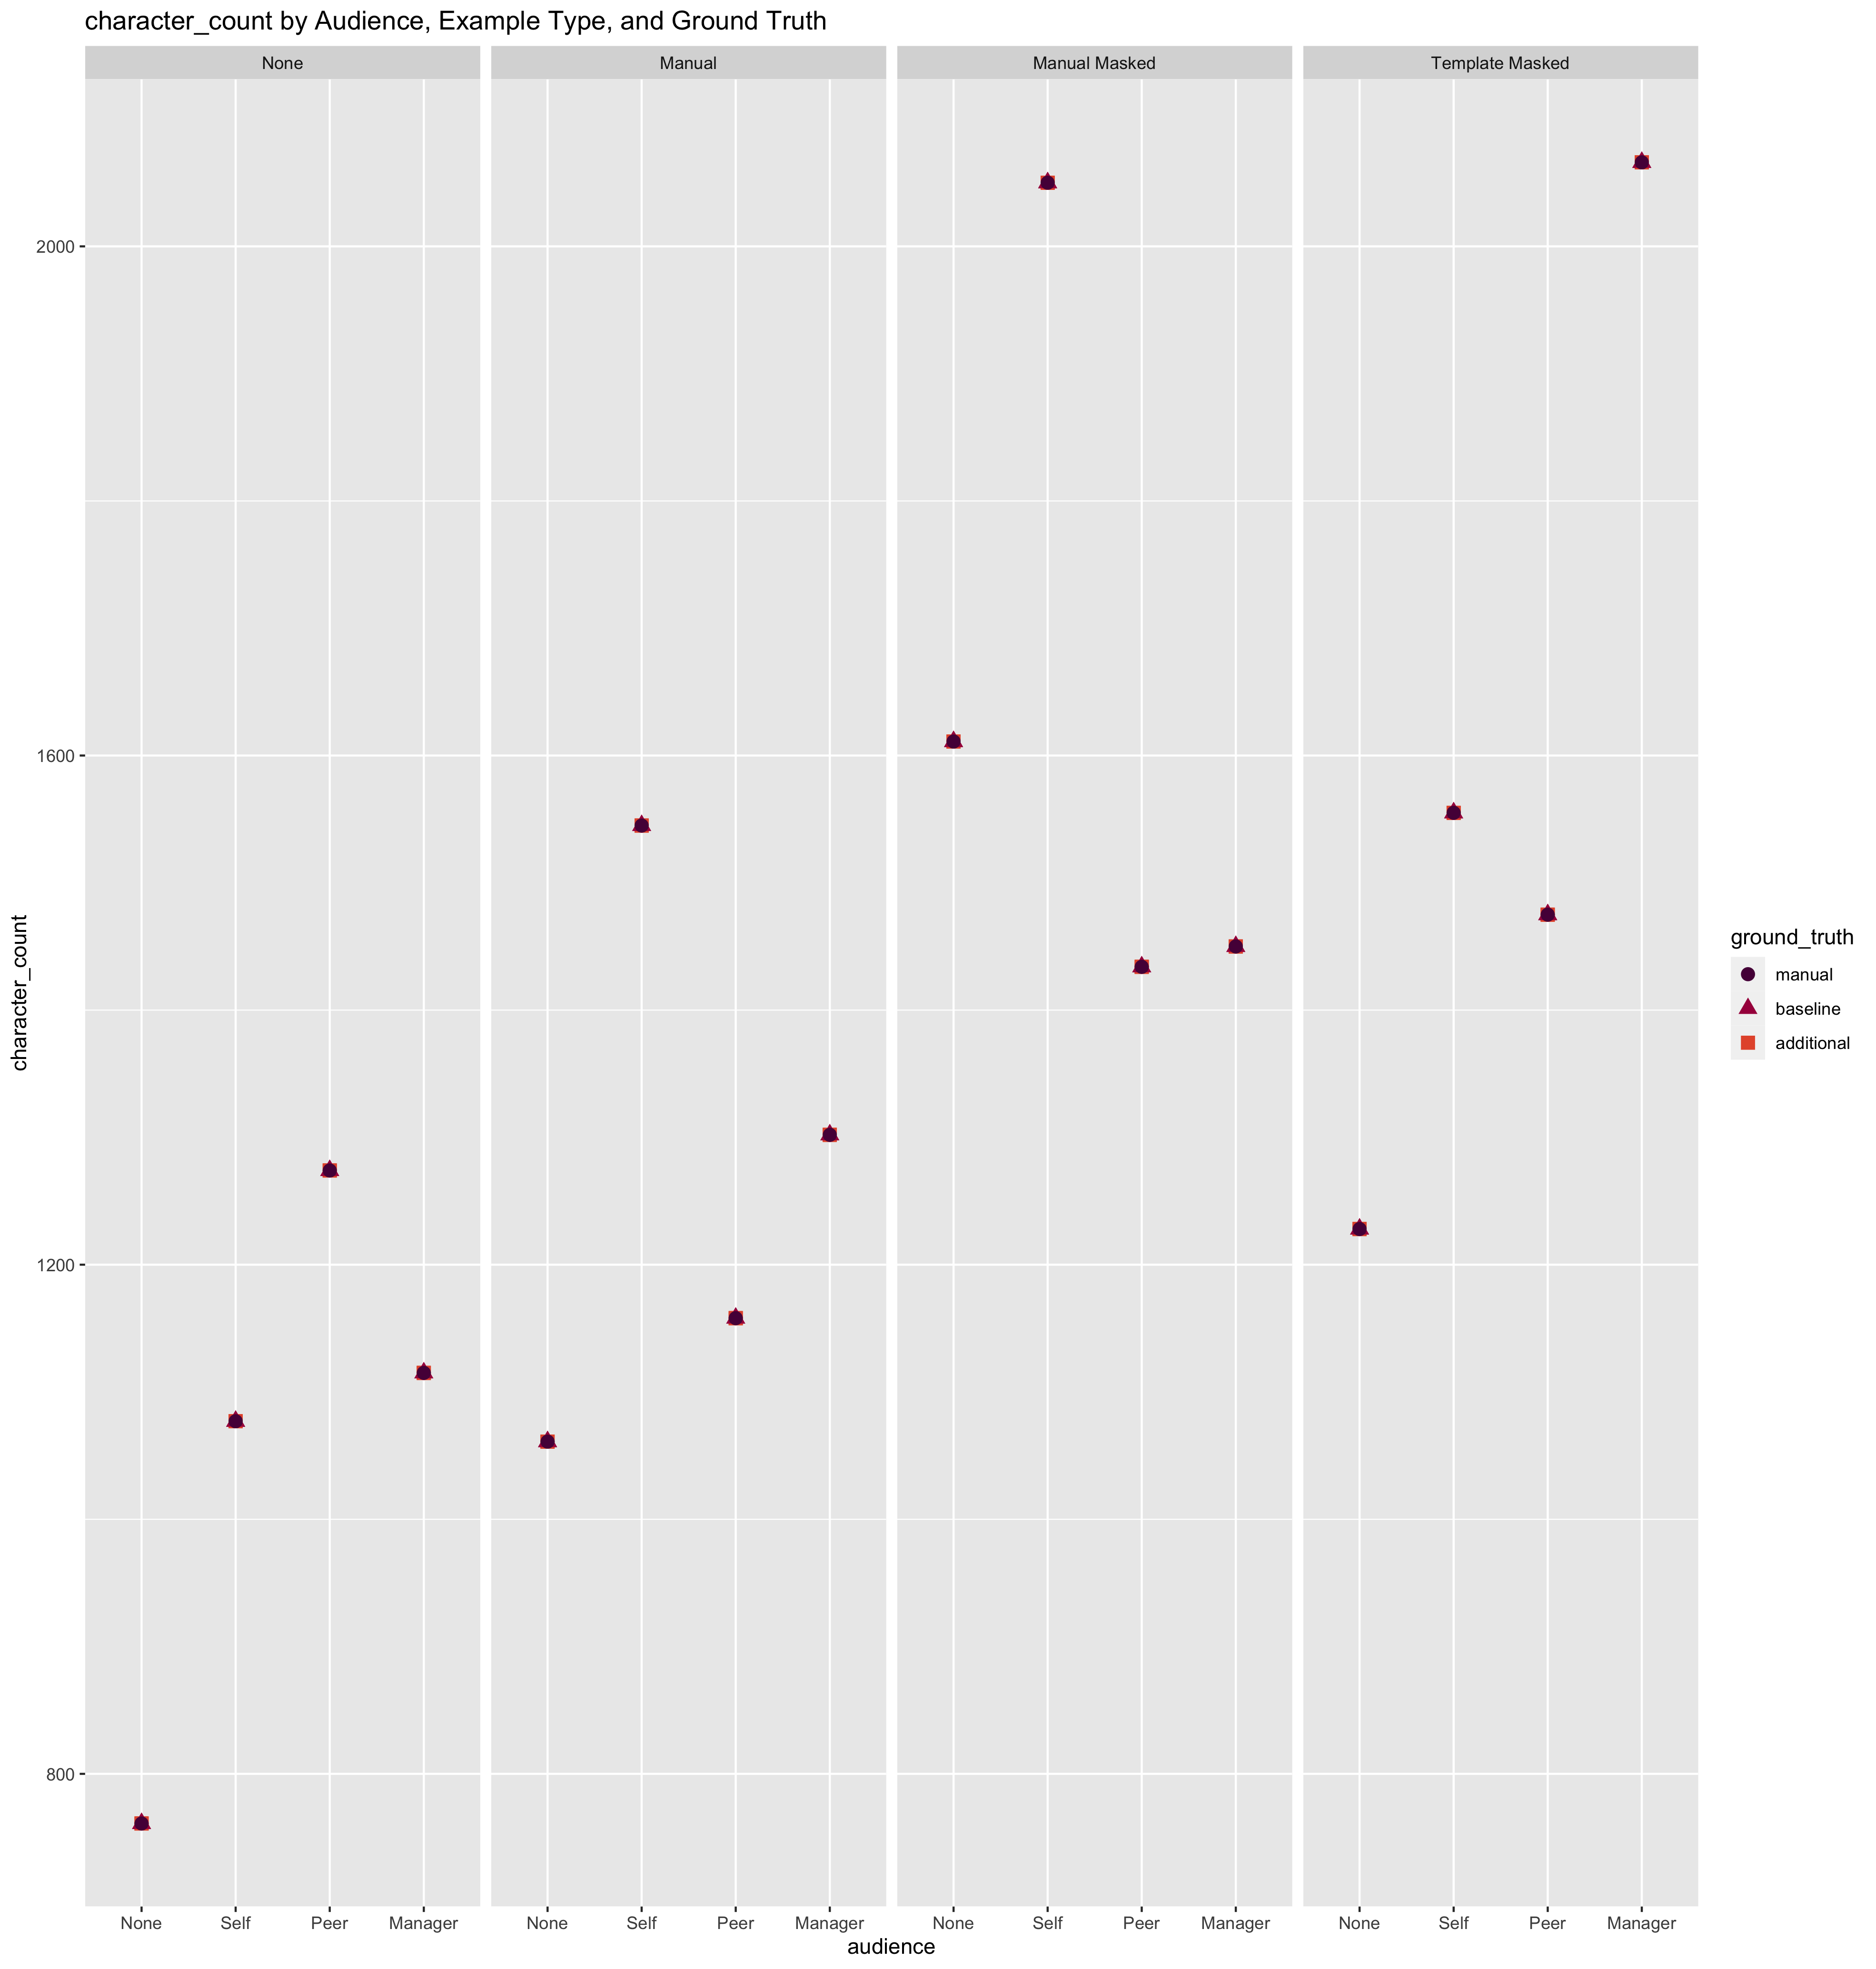 character_count by Audience, Example Type, and Ground Truth
None
Manual
Manual Masked
Template Masked
2000
1600
1200
800
character_count
None Self Peer Manager
None Self Peer Manager
None Self Peer Manager
None Self Peer Manager
audience
ground_truth
manual
baseline
additional